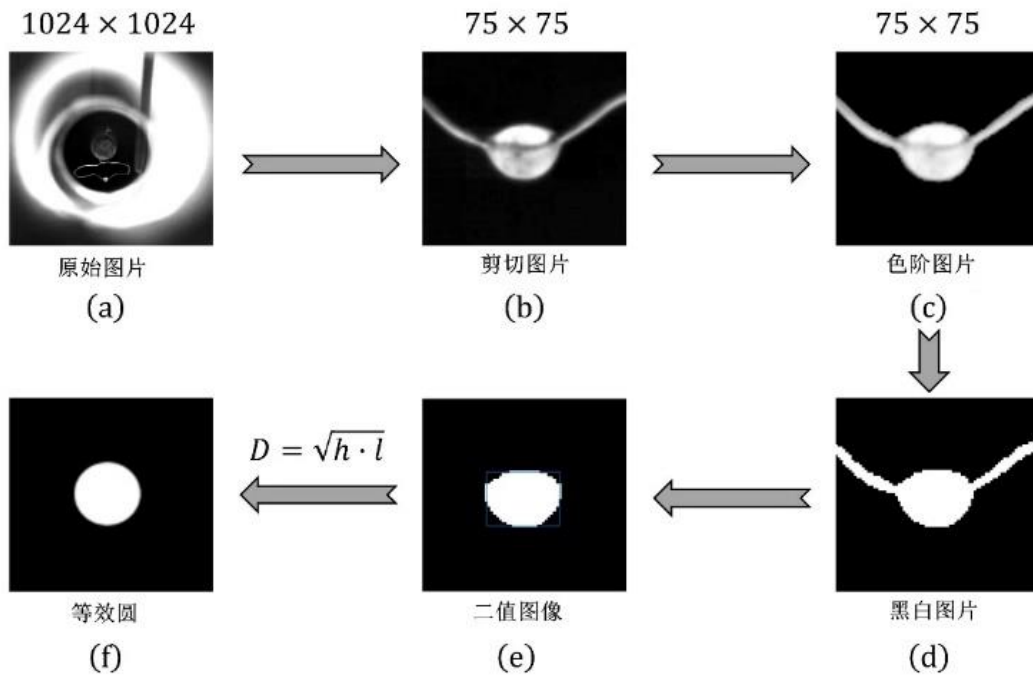 1024 × 1024
75 × 75
75 × 75
原始图片
剪切图片
色阶图片
(a)
(b)
(c)
D = √h · l
等效圆
二值图像
黑白图片
(f)
(e)
(d)